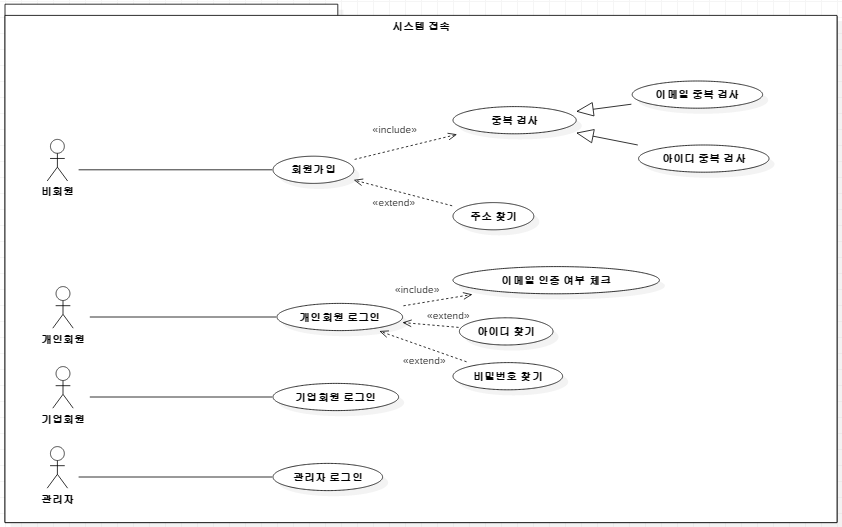 시스템 접속
이메일 중복 검사
중복 검사
«include»
아이디 중복 검사
회원가입
비회원
«extend»
주소 찾기
이메일 인증 여부 체크
«include»
개인회원 로그인
«extend»
아이디 찾기
개인회원
«extend»
비밀번호 찾기
기업회원 로그인
기업회원
관리자 로그인
관리자